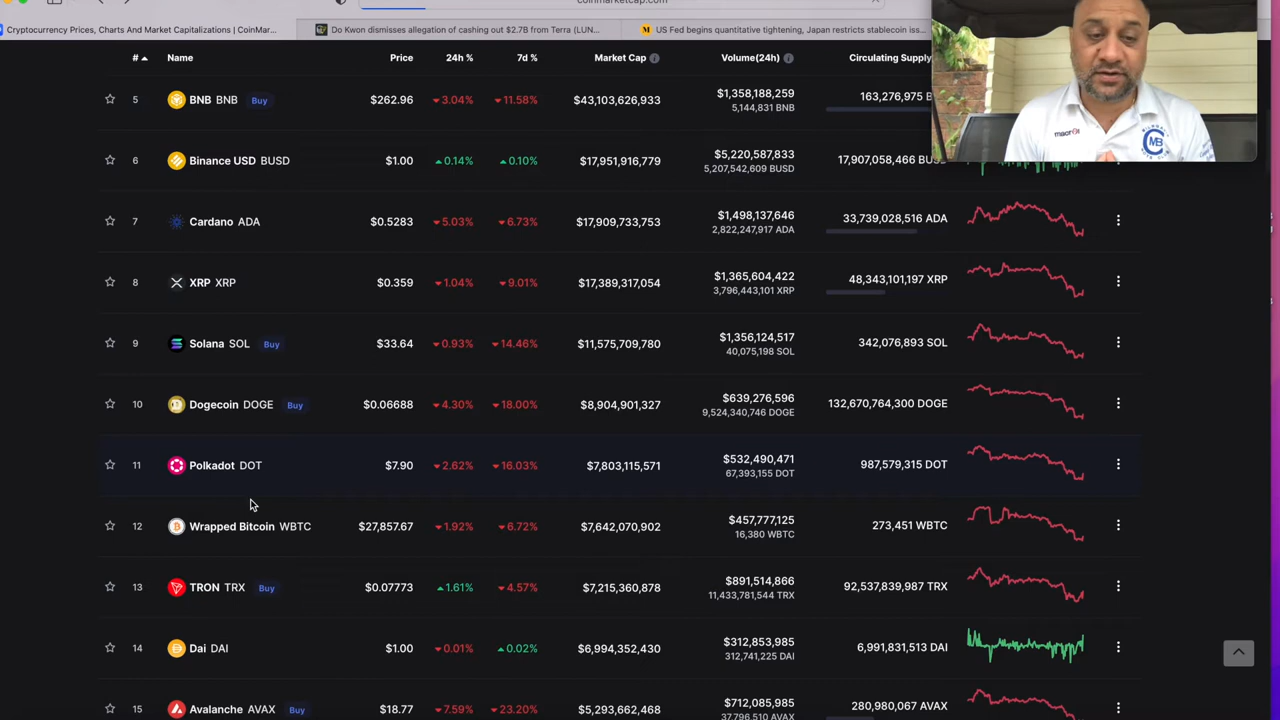 coinmarketcap.com
Cryptocurrency Prices, Charts And Market Capitalizations | CoinMar...
Do Kwon dismisses allegation of cashing out $2.7B from Terra (LUN...
US Fed begins quantitative tightening, Japan restricts stablecoin iss...
# Name Price 24h % 7d % Market Cap Volume(24h) Circulating Supply
5 BNB BNB Buy $262.96 3.04% 11.58% $43,103,626,933 $1,358,188,259 163,276,975
5,144,831 BNB
6 Binance USD BUSD $1.00 0.14% 0.10% $17,951,916,779 $5,220,587,833 17,907,058,466
5,207,542,609 BUSD
7 Cardano ADA $0.5283 5.03% 6.73% $17,909,733,753 $1,498,137,646 33,739,028,516 ADA
2,822,247,917 ADA
8 XRP XRP $0.359 1.04% 9.01% $17,389,317,054 $1,365,604,422 48,343,101,197 XRP
3,796,443,101 XRP
9 Solana SOL Buy $33.64 0.93% 14.46% $11,575,709,780 $1,356,124,517 342,076,893 SOL
40,075,198 SOL
10 Dogecoin DOGE Buy $0.06688 4.30% 18.00% $8,904,901,327 $639,276,596 132,670,764,300 DOGE
9,524,340,746 DOGE
11 Polkadot DOT $7.90 2.62% 16.03% $7,803,115,571 $532,490,471 987,579,315 DOT
67,393,155 DOT
12 Wrapped Bitcoin WBTC $27,857.67 1.92% 6.72% $7,642,070,902 $457,777,125 273,451 WBTC
16,380 WBTC
13 TRON TRX Buy $0.07773 1.61% 4.57% $7,215,360,878 $891,514,866 92,537,839,987 TRX
11,433,781,544 TRX
14 Dai DAI $1.00 0.01% 0.02% $6,994,352,430 $312,853,985 6,991,831,513 DAI
312,741,225 DAI
15 Avalanche AVAX Buy $18.77 7.59% 23.20% $5,293,662,468 $712,085,985 280,980,067 AVAX
37,796,510 AVAX
macron
MB